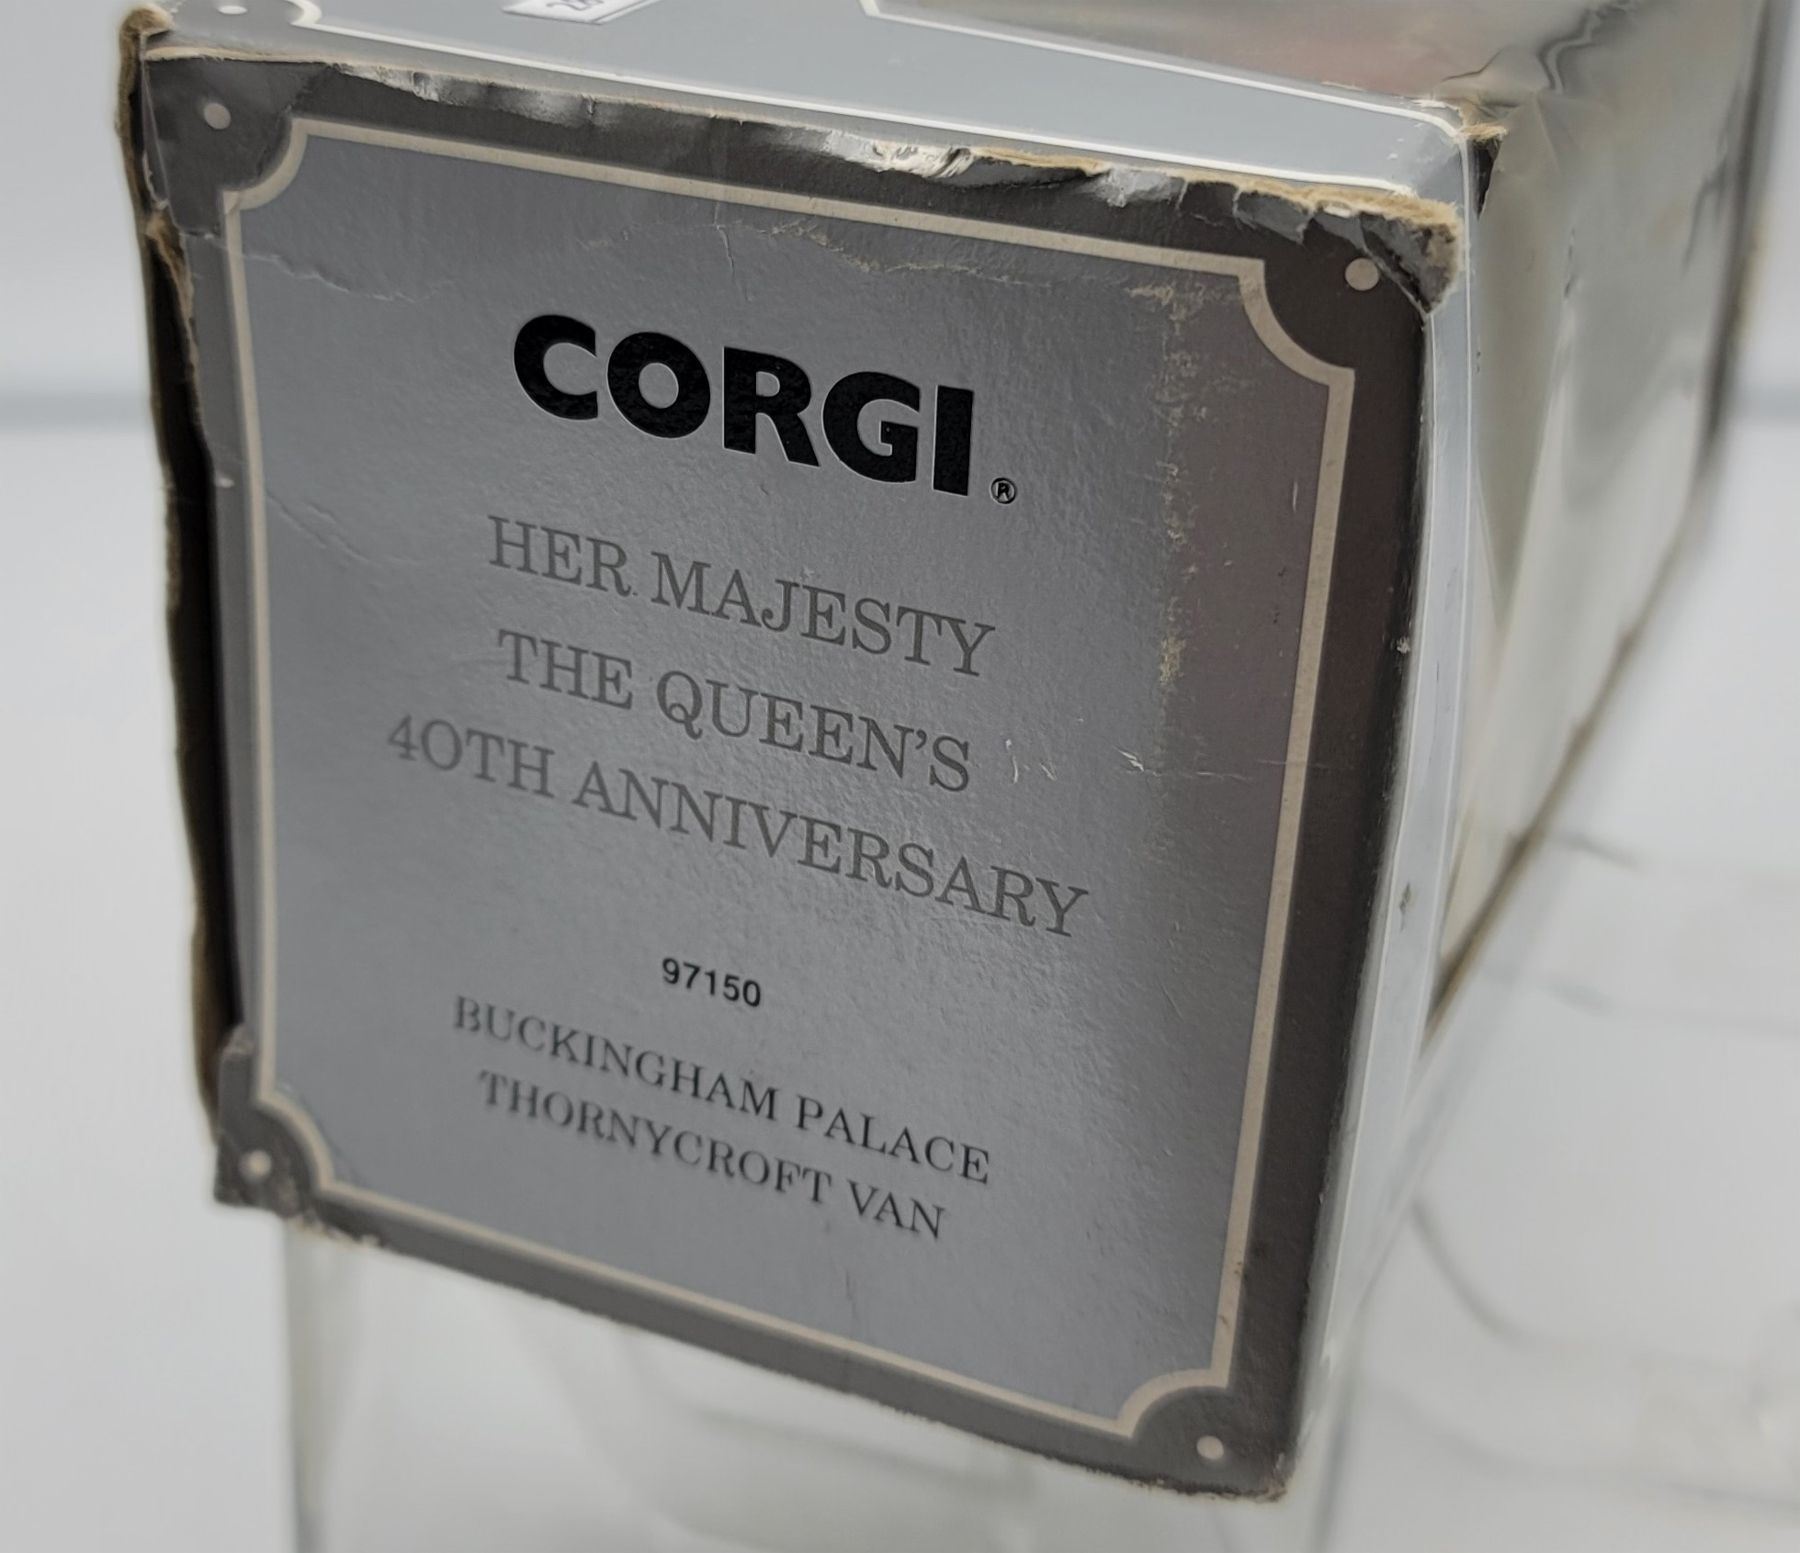 CORGI®
HER MAJESTY
THE QUEEN'S
40TH ANNIVERSARY
97150
BUCKINGHAM PALACE
THORNYCROFT VAN